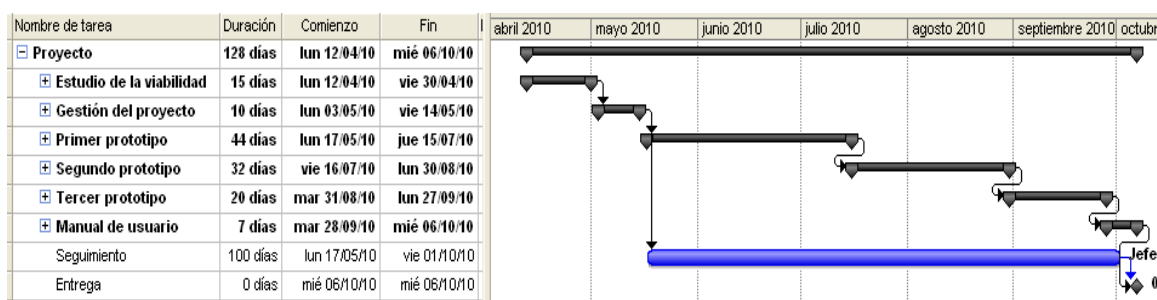 Nombre de tarea Duración Comienzo Fin abril 2010 mayo 2010 junio 2010 julio 2010 agosto 2010 septiembre 2010 octubr
Proyecto 128 días lun 12/04/10 mié 06/10/10
Estudio de la viabilidad 15 días lun 12/04/10 vie 30/04/10
Gestión del proyecto 10 días lun 03/05/10 vie 14/05/10
Primer prototipo 44 días lun 17/05/10 jue 15/07/10
Segundo prototipo 32 días vie 16/07/10 lun 30/08/10
Tercer prototipo 20 días mar 31/08/10 lun 27/09/10
Manual de usuario 7 días mar 28/09/10 mié 06/10/10
Seguimiento 100 días lun 17/05/10 vie 01/10/10 Jefe
Entrega 0 días mié 06/10/10 mié 06/10/10 0